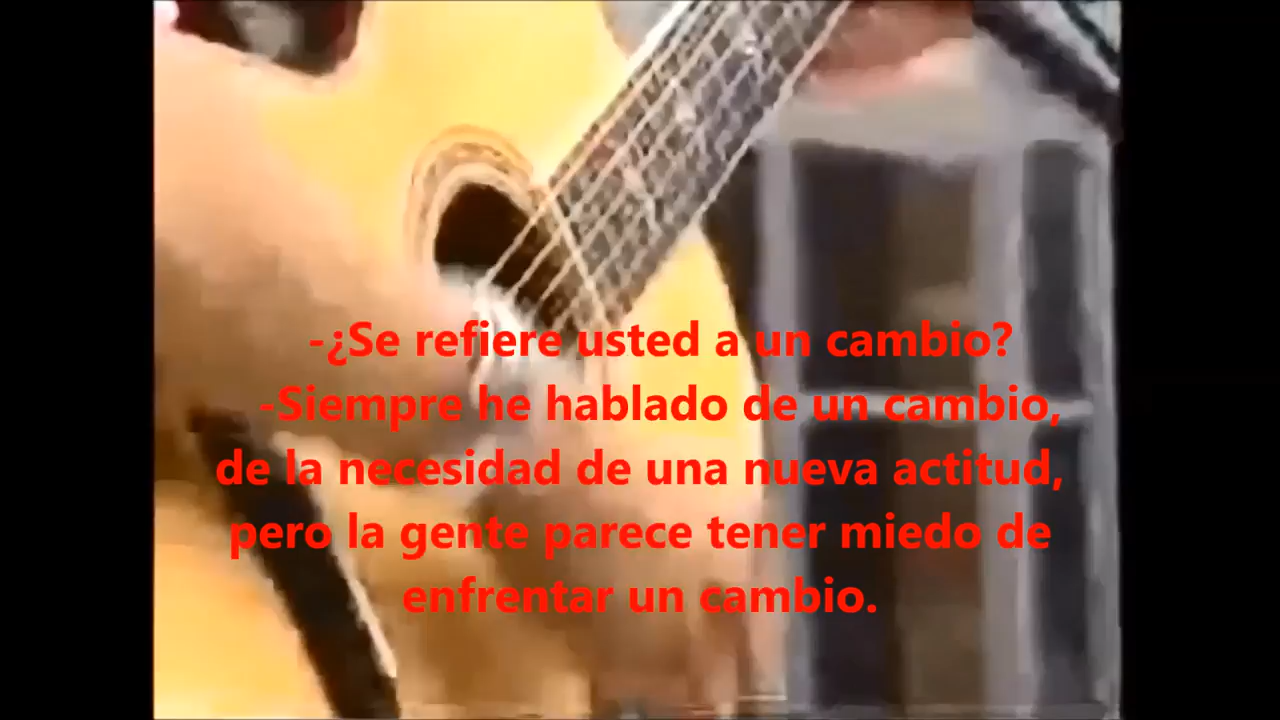 -¿Se refiere usted a un cambio?
-Siempre he hablado de un cambio,
de la necesidad de una nueva actitud,
pero la gente parece tener miedo de
enfrentar un cambio.